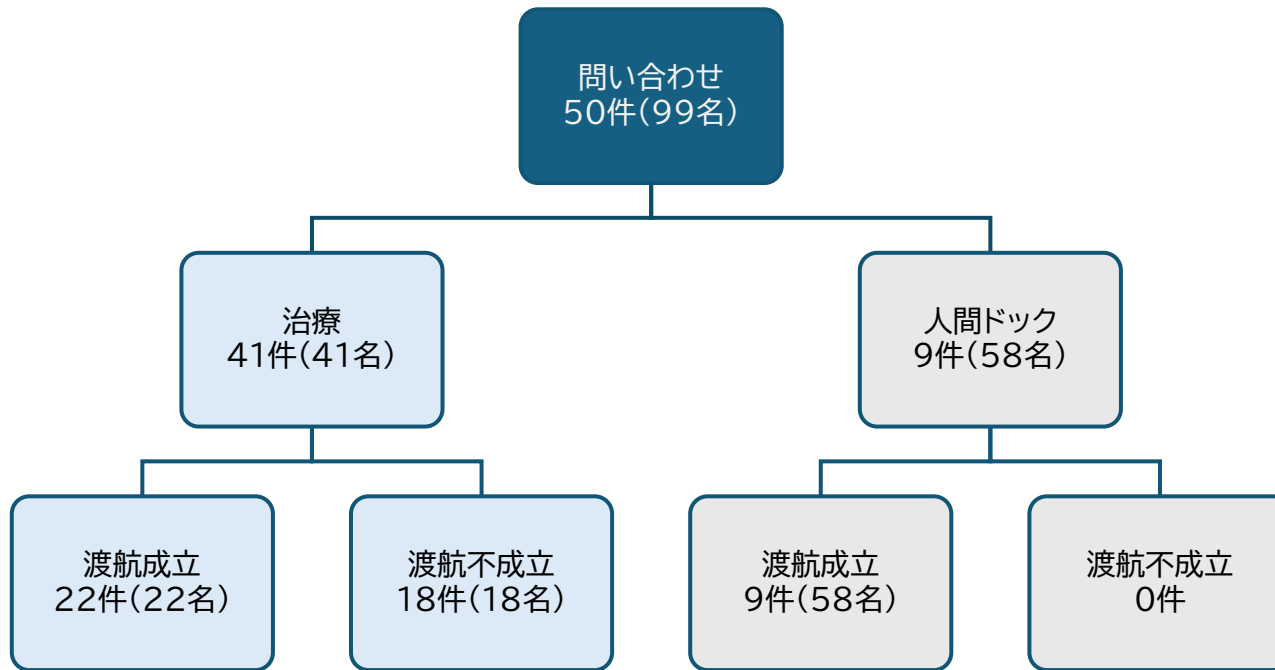 問い合わせ
50件(99名)
治療
41件(41名)
人間ドック
9件(58名)
渡航成立
22件(22名)
渡航不成立
18件(18名)
渡航成立
9件(58名)
渡航不成立
0件